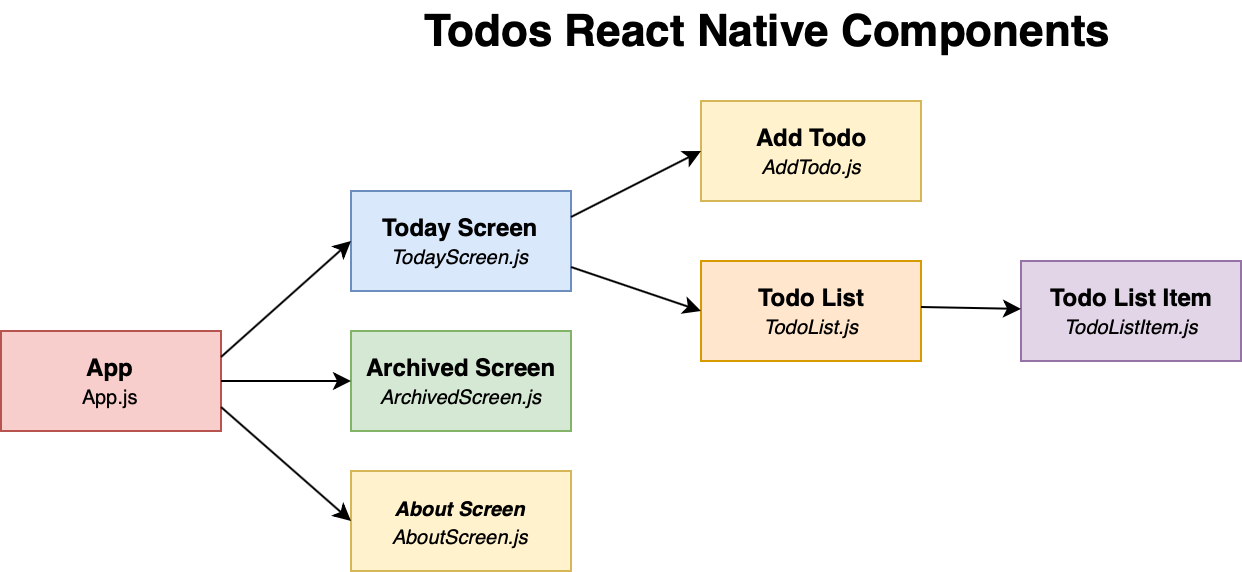 Todos React Native Components
Add Todo
AddTodo.js
Today Screen
TodayScreen.js
Todo List
TodoList.js
Todo List Item
TodoListItem.js
App
App.js
Archived Screen
ArchivedScreen.js
About Screen
AboutScreen.js